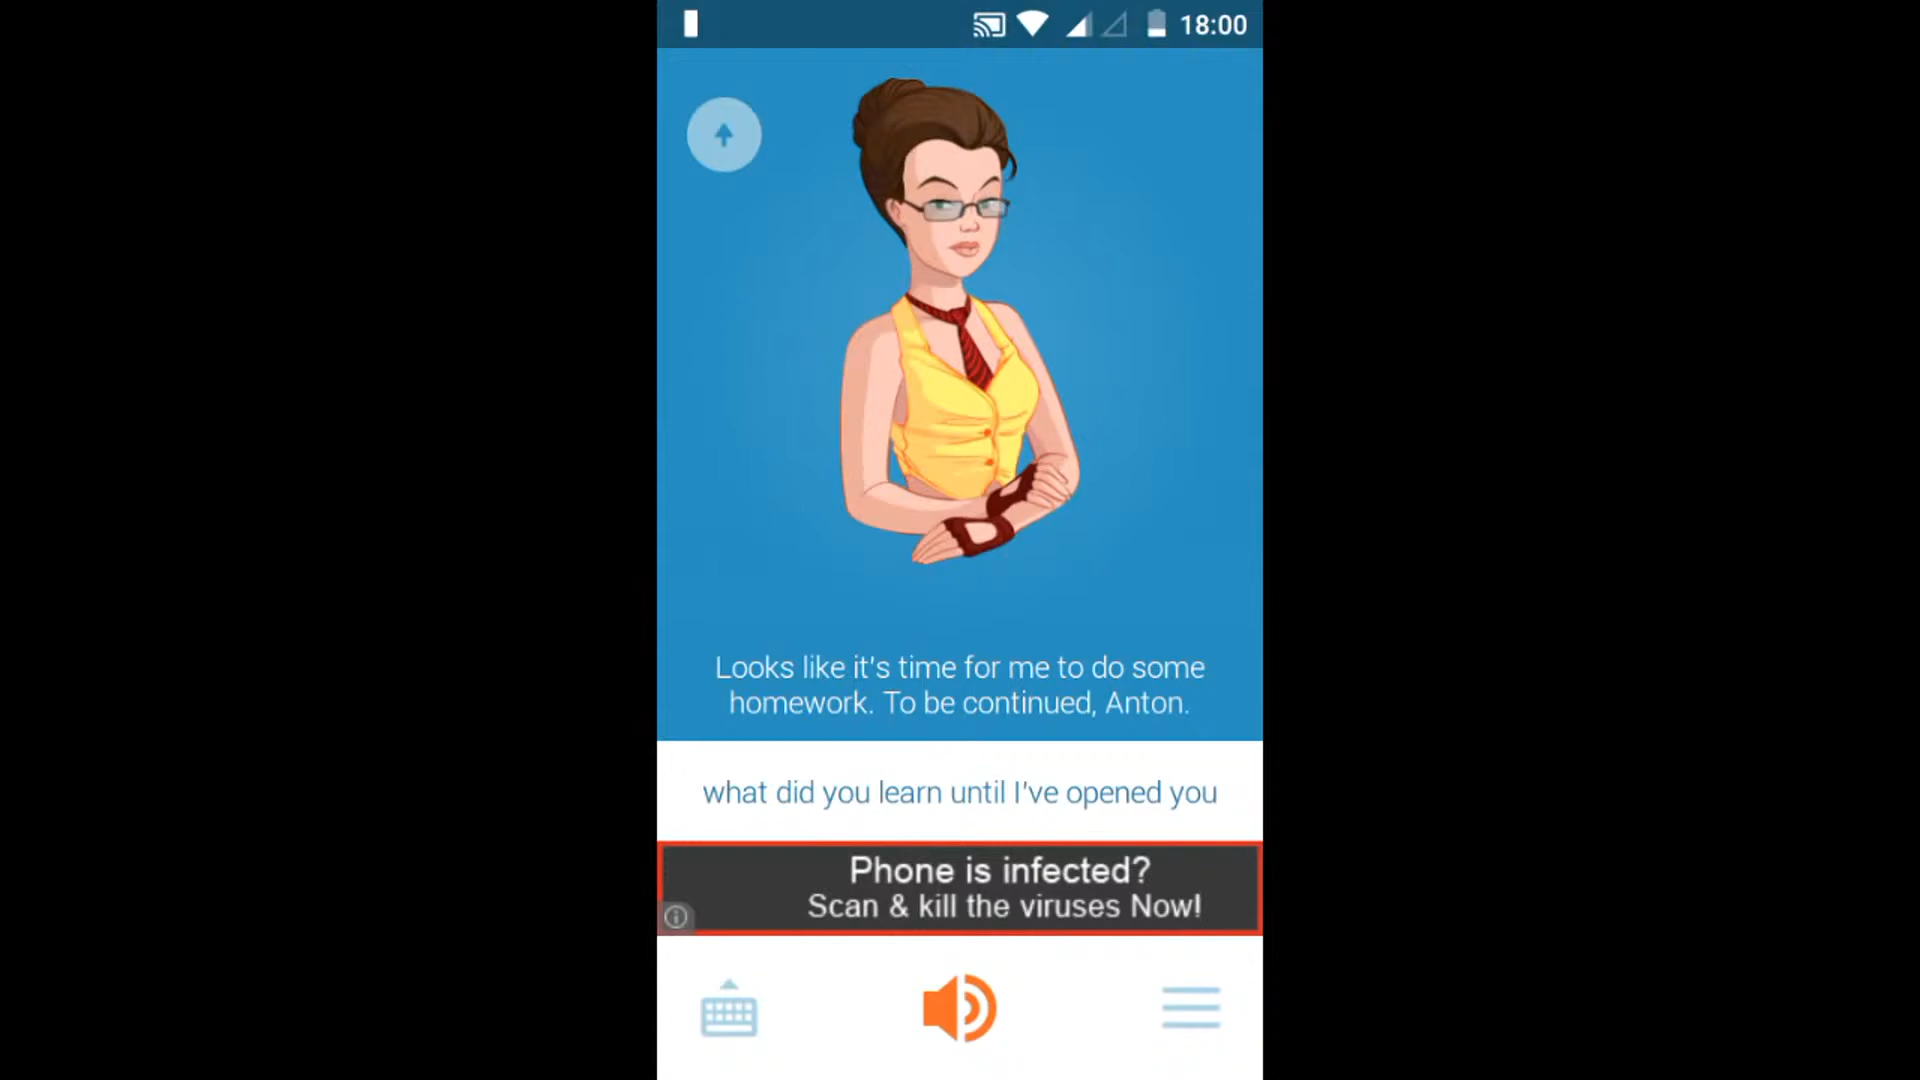 18:00
Looks like it's time for me to do some
homework. To be continued, Anton.
what did you learn until I've opened you
Phone is infected?
Scan & kill the viruses Now!